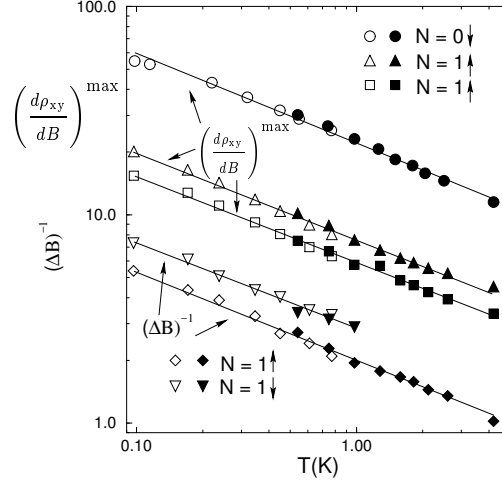 100.0
N = 0↓
N = 1↑
N = 1↑
(dρxy/dB)^max
(dρxy/dB)^max
10.0
(ΔB)⁻¹
(ΔB)⁻¹
N = 1↑
N = 1↓
1.0
0.10
1.00
T(K)